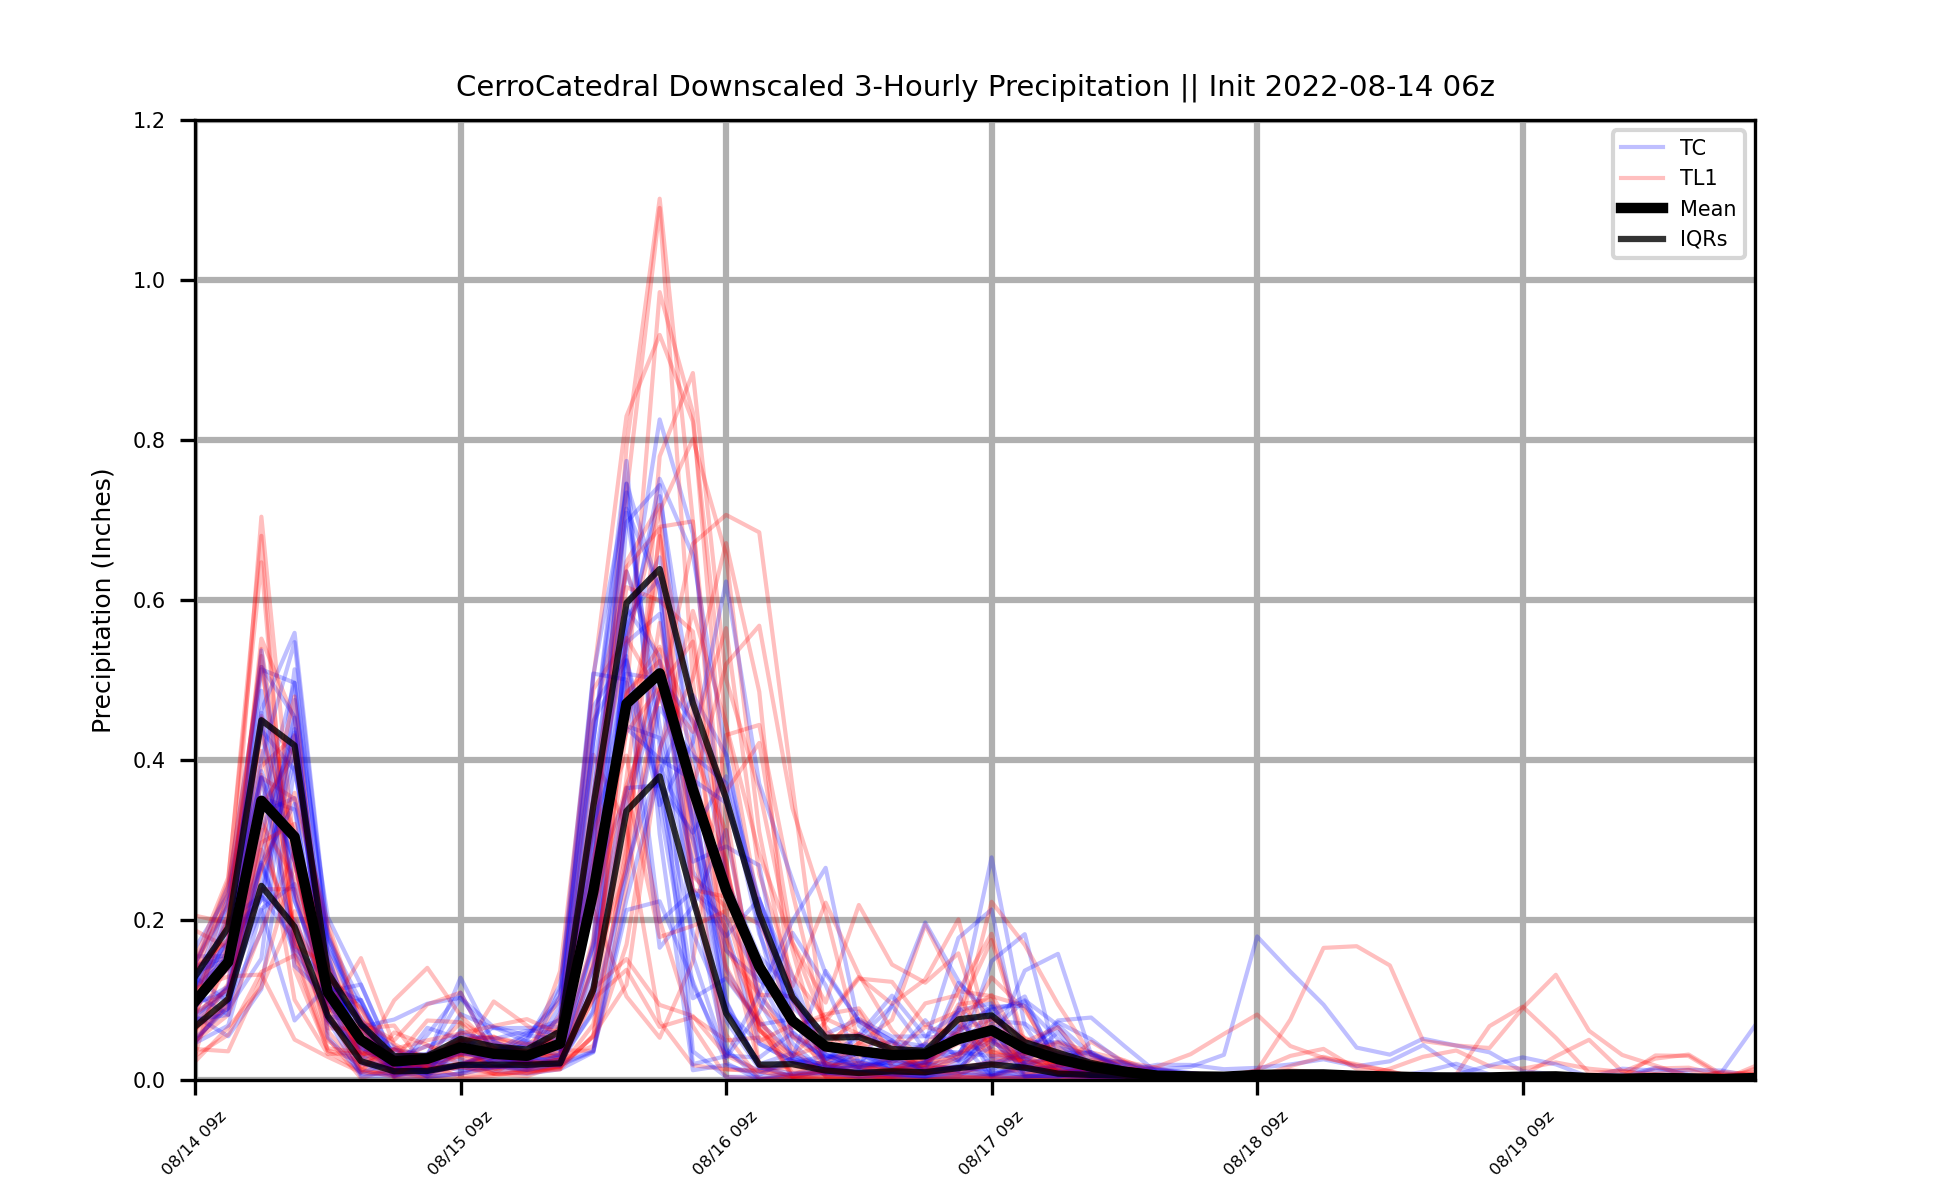 CerroCatedral Downscaled 3-Hourly Precipitation || Init 2022-08-14 06z
Precipitation (Inches)
1.2
1.0
0.8
0.6
0.4
0.2
0.0
TC
TL1
Mean
IQRs
08/14 09z
08/15 09z
08/16 09z
08/17 09z
08/18 09z
08/19 09z